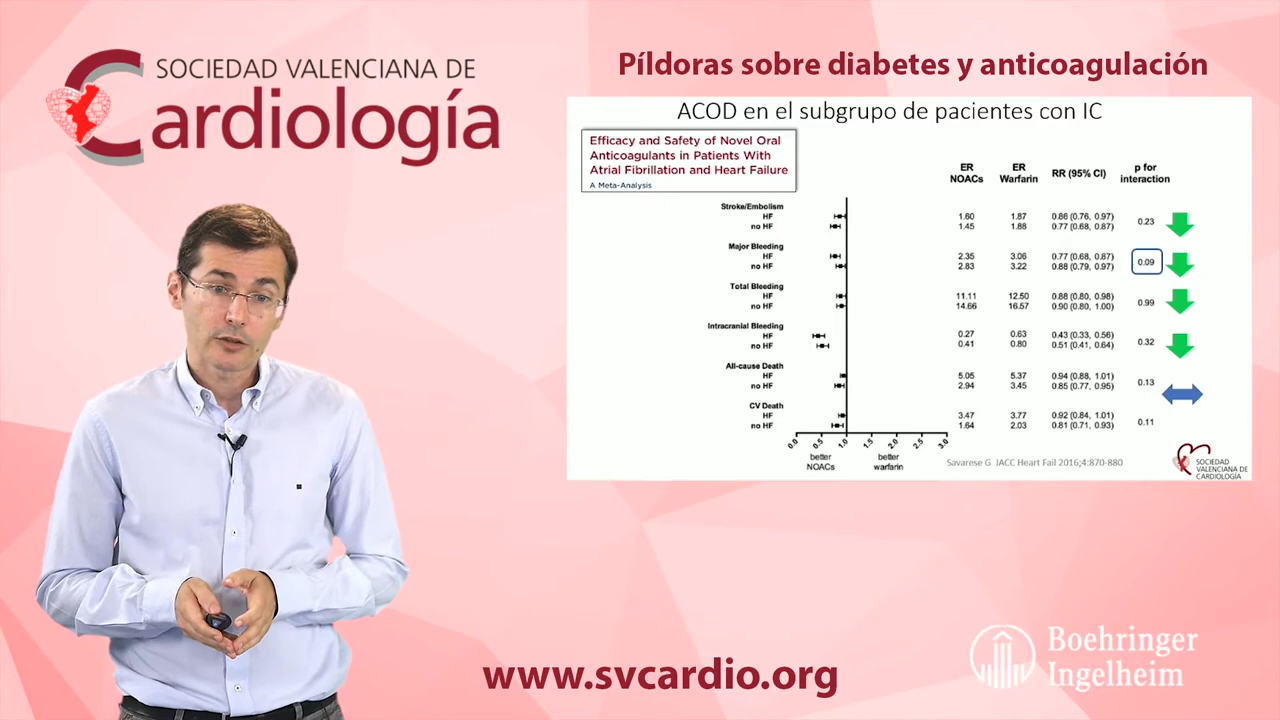 SOCIEDAD VALENCIANA DE
Cardiología
Píldoras sobre diabetes y anticoagulación
ACOD en el subgrupo de pacientes con IC
Efficacy and Safety of Novel Oral
Anticoagulants in Patients With
Atrial Fibrillation and Heart Failure
A Meta-Analysis
ER NOACs ER Warfarin RR (95% CI) p for interaction
Stroke/Embolism
HF 1.60 1.87 0.86 (0.76, 0.97)
0.23
no HF 1.45 1.88 0.77 (0.68, 0.87)
Major Bleeding
HF 2.35 3.06 0.77 (0.68, 0.87)
0.09
no HF 2.83 3.22 0.88 (0.79, 0.97)
Total Bleeding
HF 11.11 12.50 0.88 (0.80, 0.98)
0.99
no HF 14.66 16.57 0.90 (0.80, 1.00)
Intracranial Bleeding
HF 0.27 0.63 0.43 (0.33, 0.56)
0.32
no HF 0.41 0.80 0.51 (0.41, 0.64)
All-cause Death
HF 5.05 5.37 0.94 (0.88, 1.01)
0.13
no HF 2.94 3.45 0.85 (0.77, 0.95)
CV Death
HF 3.47 3.77 0.92 (0.84, 1.01)
0.11
no HF 1.64 2.03 0.81 (0.71, 0.93)
0.0 0.5 1.0 1.5 2.0 2.5 3.0
better NOACs better warfarin
Savarese G JACC Heart Fail 2016;4:870-880
SOCIEDAD
VALENCIANA DE
CARDIOLOGÍA
Boehringer
Ingelheim
www.svcardio.org